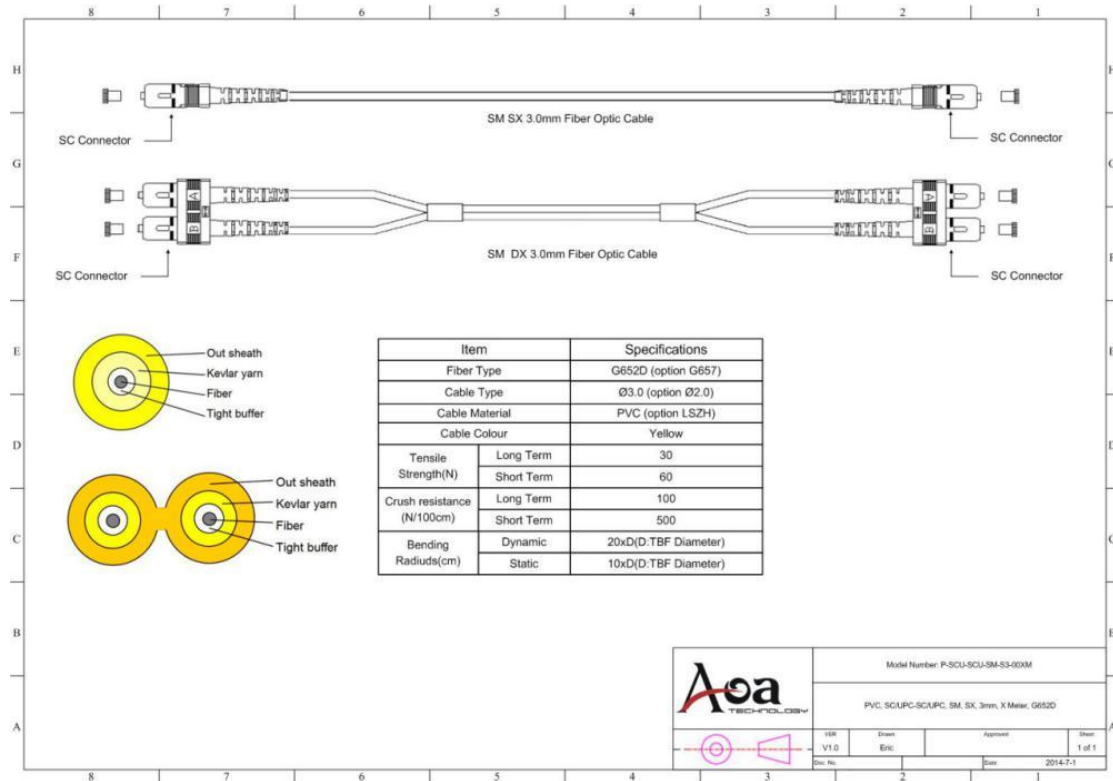 8 7 6 5 4 3 2 1
H H
SM SX 3.0mm Fiber Optic Cable
SC Connector SC Connector
G G
A A
B B
F F
SM DX 3.0mm Fiber Optic Cable
SC Connector SC Connector
E E
Out sheath
Kevlar yarn
Fiber
Tight buffer
D D
Out sheath
Kevlar yarn
Fiber
Tight buffer
C C
Item Specifications
Fiber Type G652D (option G657)
Cable Type Ø3.0 (option Ø2.0)
Cable Material PVC (option LSZH)
Cable Colour Yellow
Tensile Strength(N) Long Term 30
Short Term 60
Crush resistance (N/100cm) Long Term 100
Short Term 500
Bending Radiuds(cm) Dynamic 20xD(D:TBF Diameter)
Static 10xD(D:TBF Diameter)
B B
A A
Aoa
TECHNOLOGY
Model Number: P-SCU-SCU-SM-S3-00XM
PVC, SC/UPC-SC/UPC, SM, SX, 3mm, X Meter, G652D
VER Drawn Approved Sheet
V1.0 Eric 1 of 1
Doc. No. Date 2014-7-1
8 7 6 5 4 3 2 1